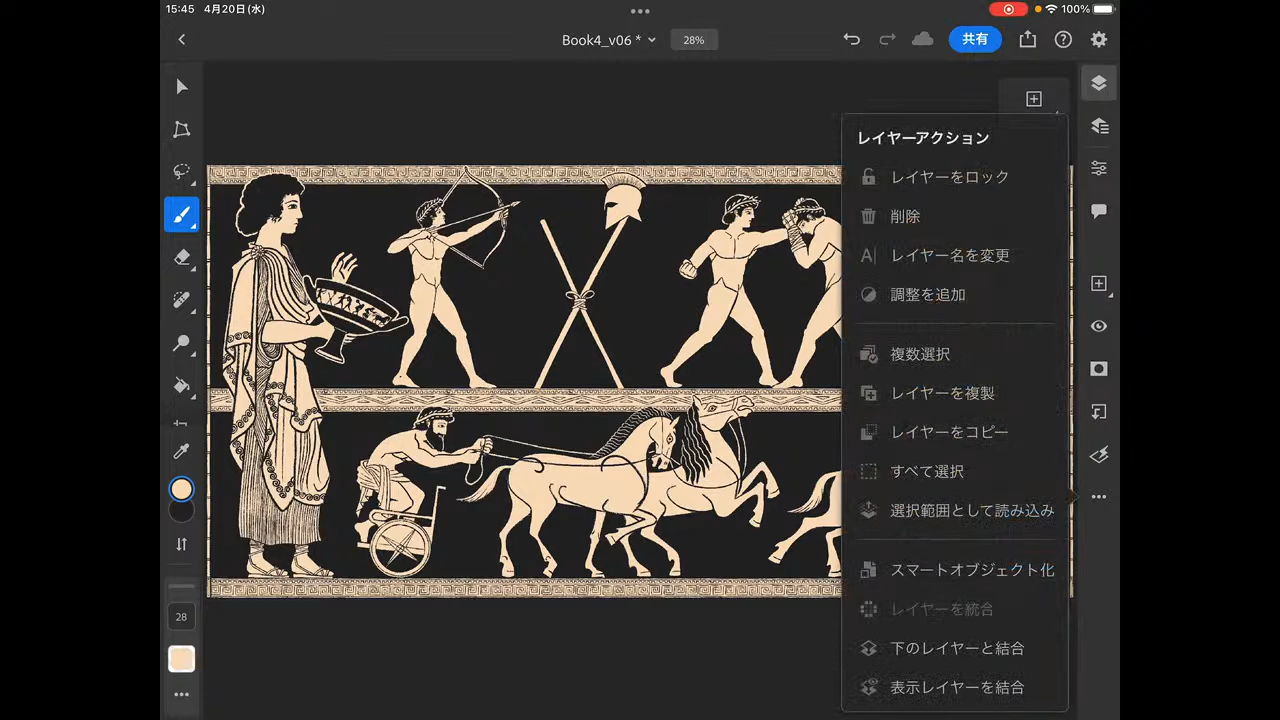 15:45 4月20日(水)
100%
Book4_v06 *
28%
共有
レイヤーアクション
レイヤーをロック
削除
レイヤー名を変更
調整を追加
複数選択
レイヤーを複製
レイヤーをコピー
すべて選択
選択範囲として読み込み
スマートオブジェクト化
レイヤーを統合
下のレイヤーと結合
表示レイヤーを結合
28